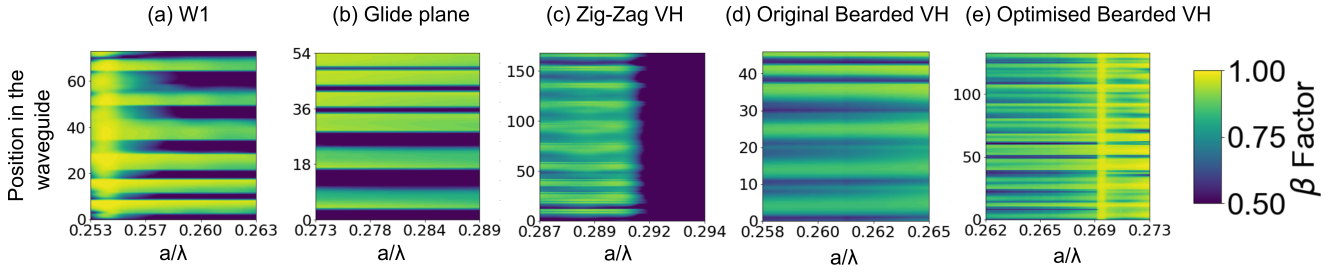 (a) W1
(b) Glide plane
(c) Zig-Zag VH
(d) Original Bearded VH
(e) Optimised Bearded VH
Position in the
waveguide
60
40
20
0
0.253 0.257 0.260 0.263
a/λ
54
36
18
0
0.273 0.278 0.284 0.289
a/λ
150
100
50
0
0.287 0.289 0.292 0.294
a/λ
40
30
20
10
0
0.258 0.260 0.262 0.265
a/λ
100
50
0
0.262 0.265 0.269 0.273
a/λ
1.00
0.75
0.50
β Factor